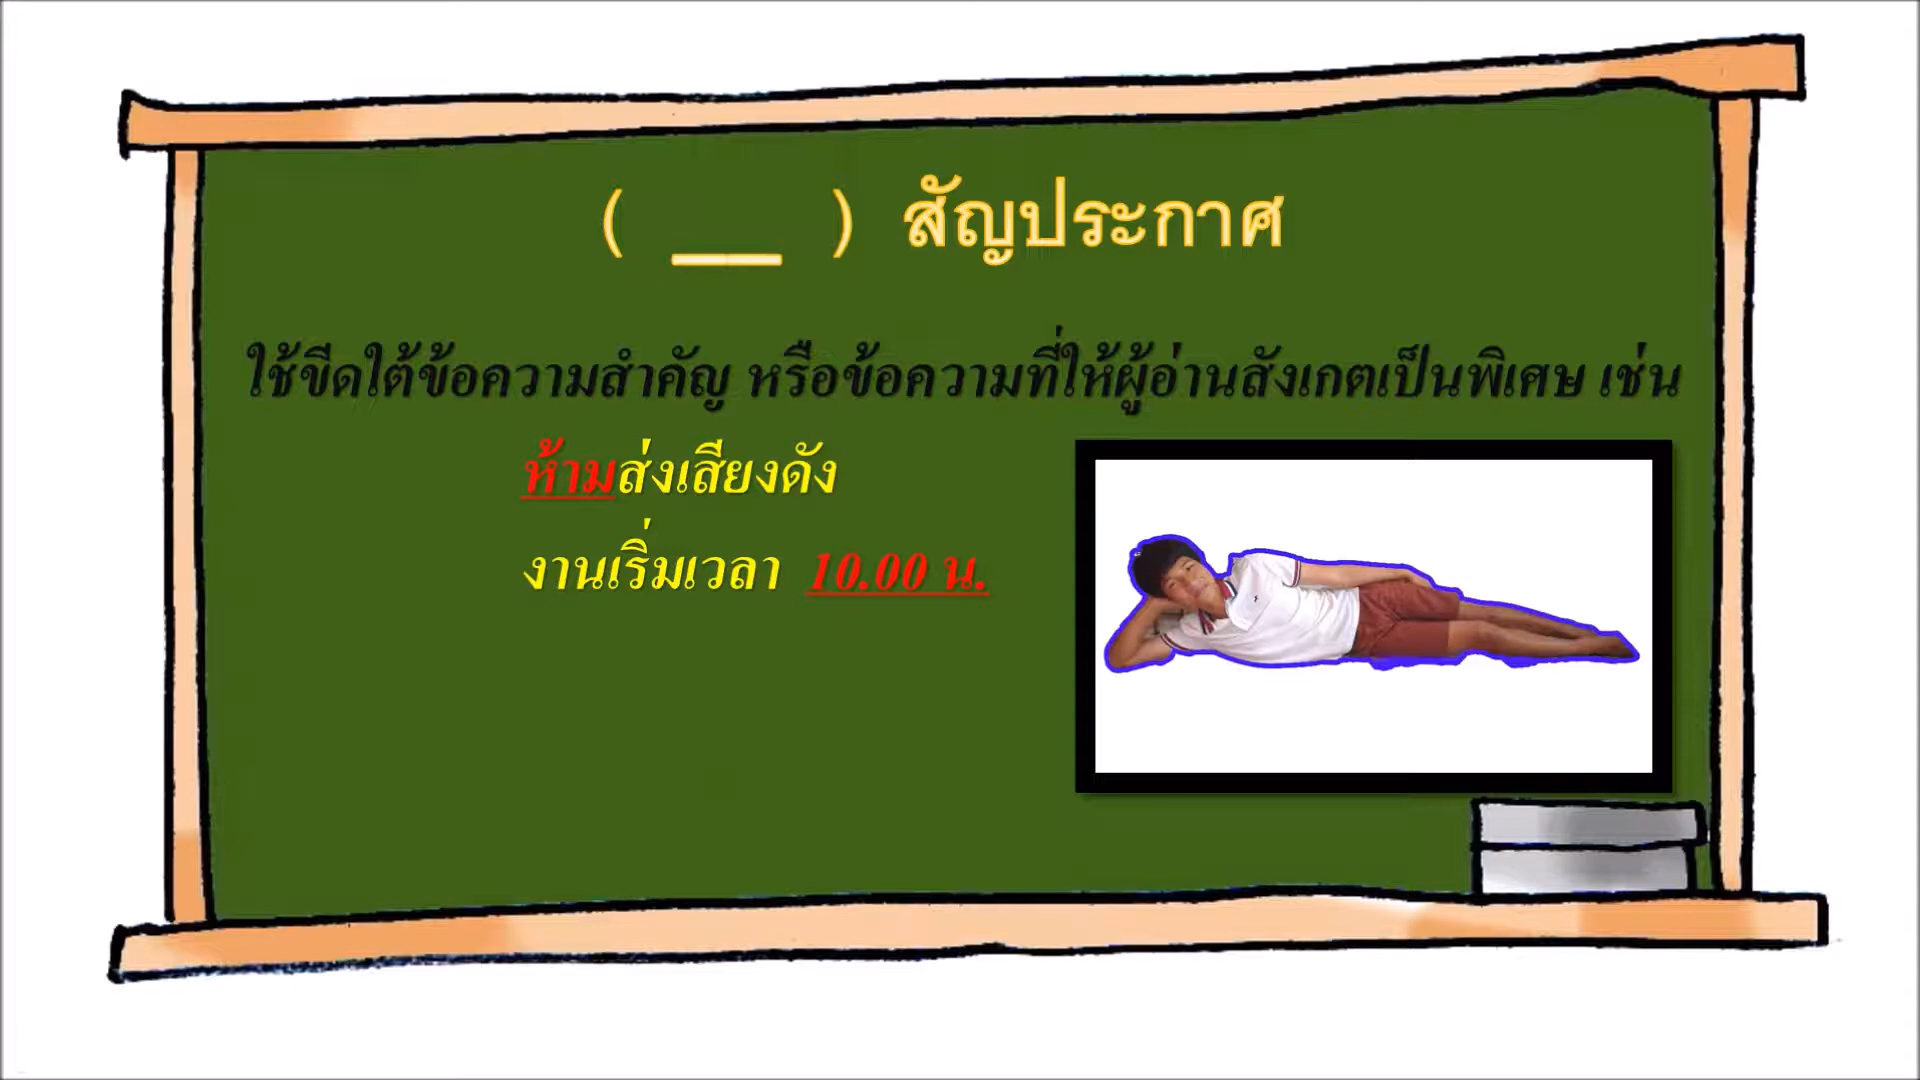 ( __ ) สัญประกาศ
ใช้ขีดใต้ข้อความสำคัญ หรือข้อความที่ให้ผู้อ่านสังเกตเป็นพิเศษ เช่น
ห้ามส่งเสียงดัง
งานเริ่มเวลา 10.00 น.